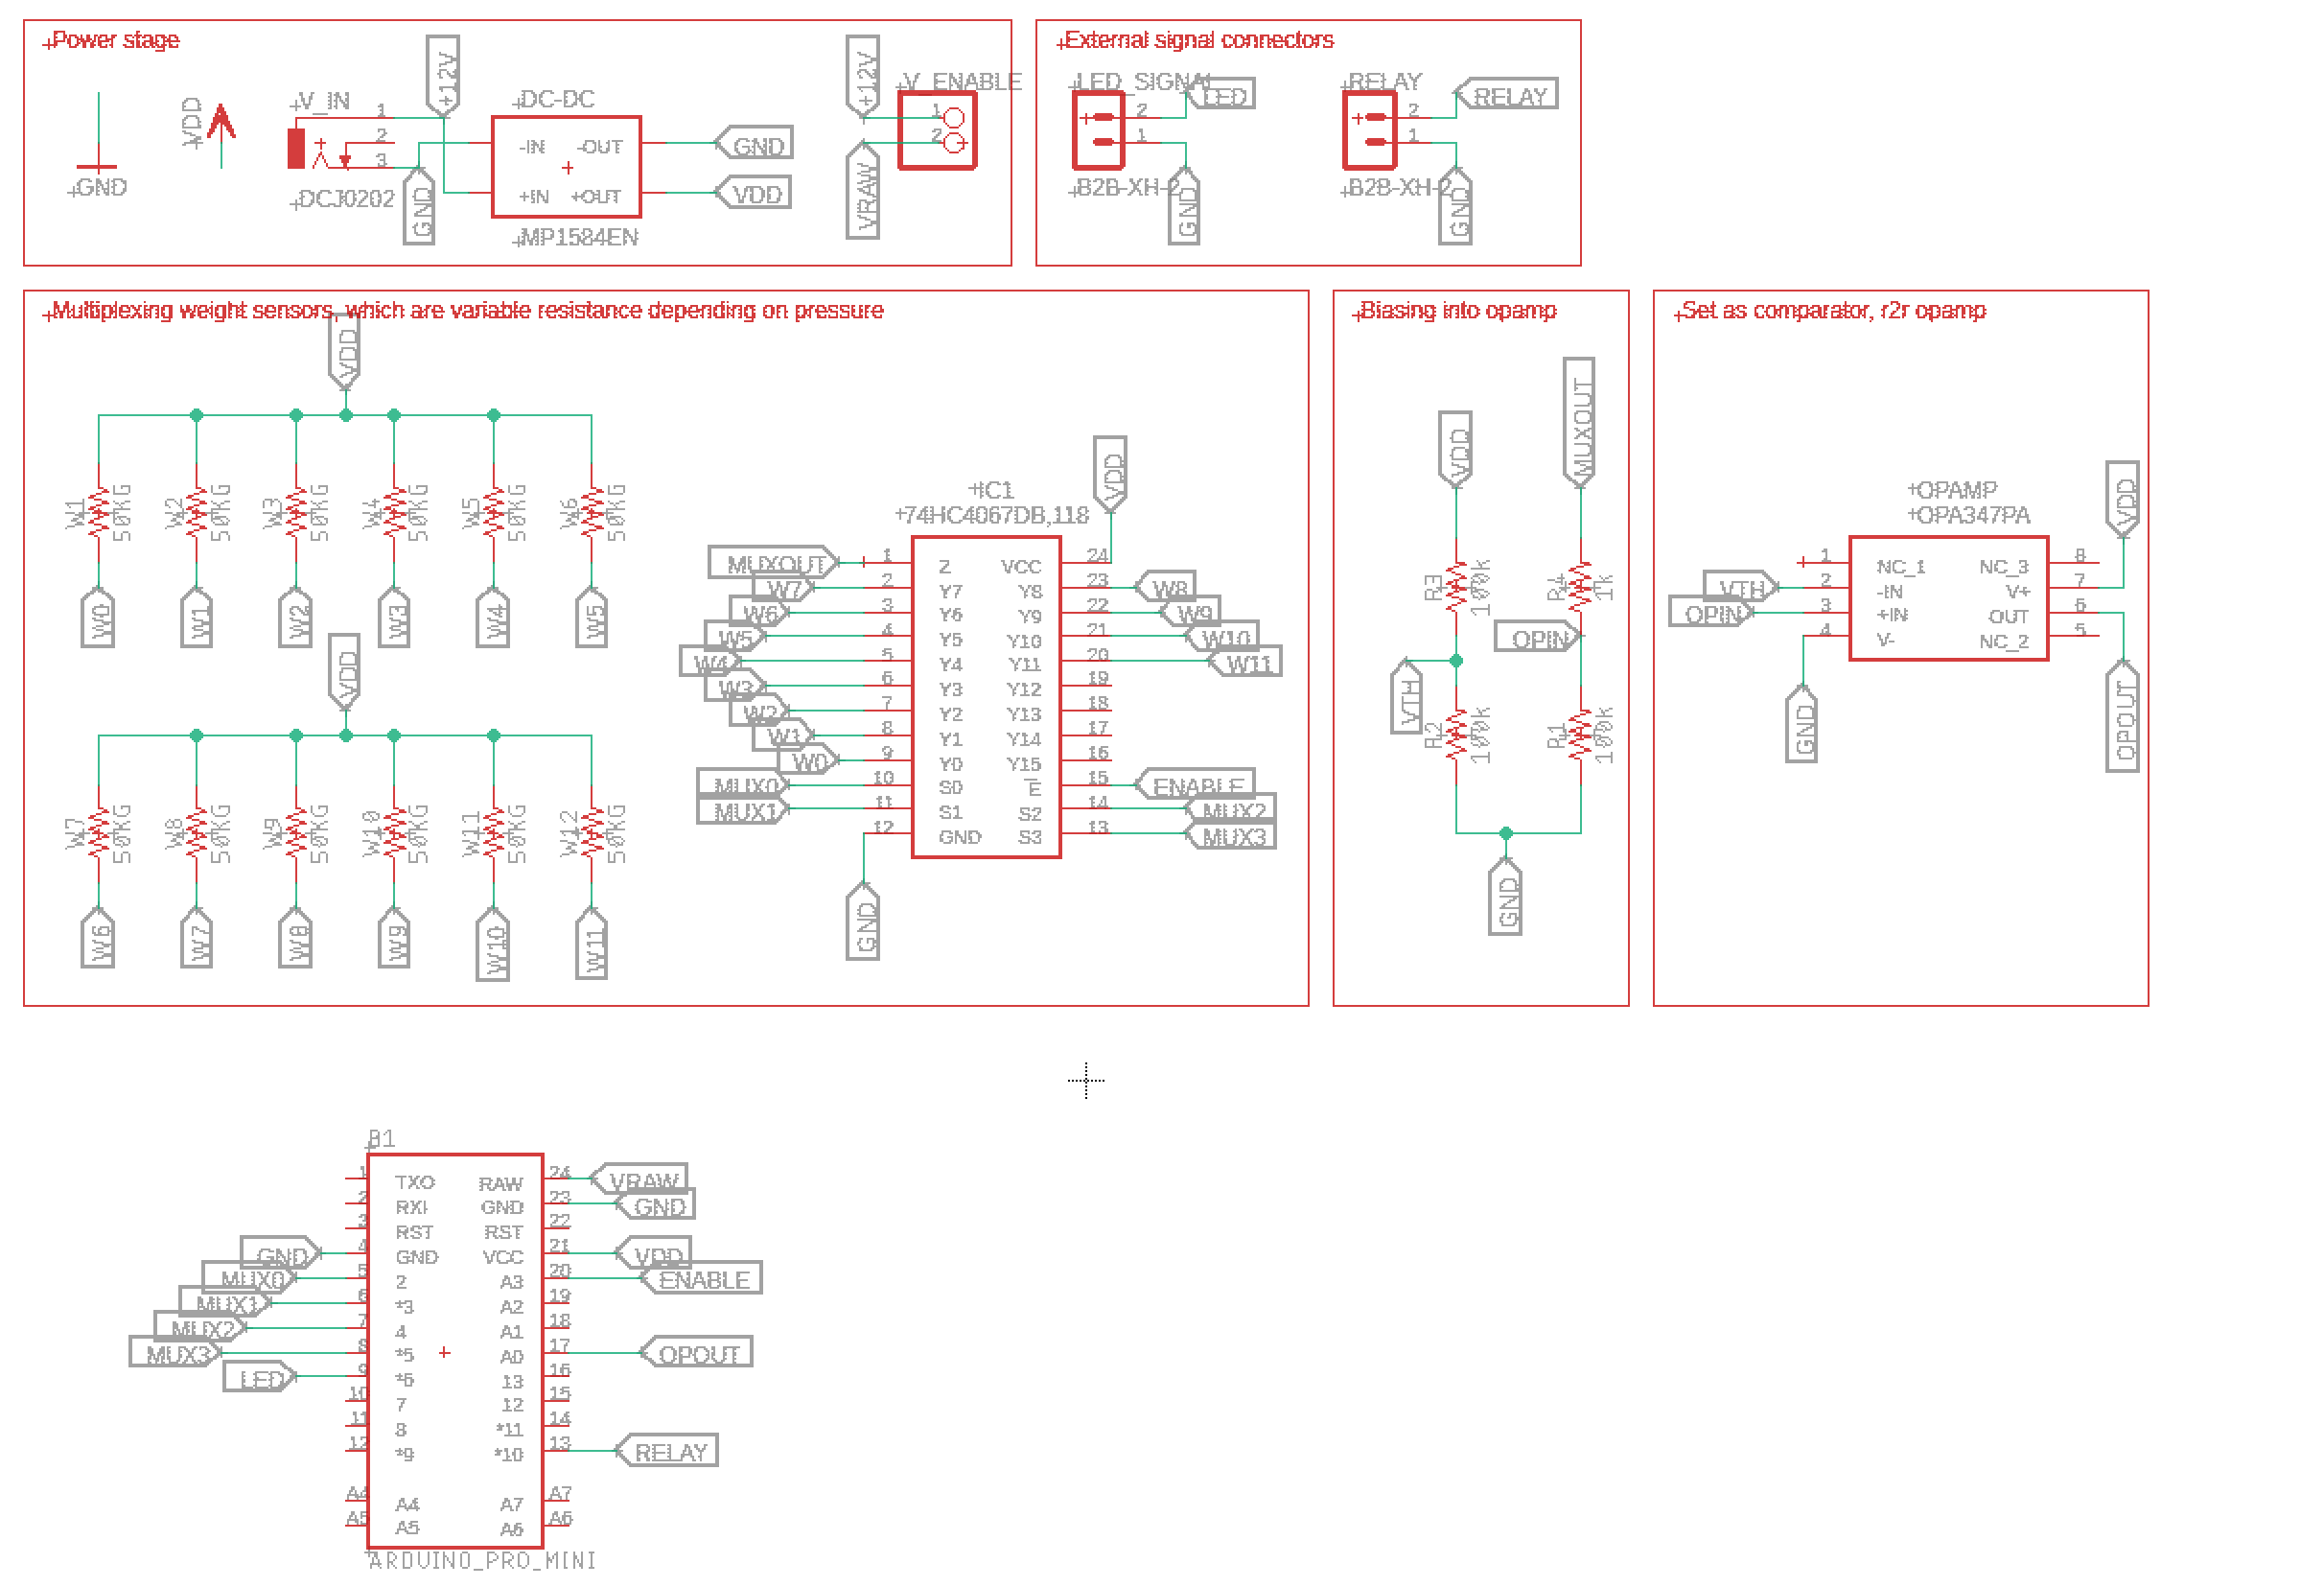 Power stage
GND
VDD
V_IN
1
2
3
DCJ0202
+12V
GND
DC-DC
-IN
-OUT
+IN
+OUT
MP1584EN
GND
VDD
+12V
VRAW
V_ENABLE
1
2
External signal connectors
LED_SIGNAL
2
1
B2B-XH-2
LED
GND
RELAY
2
1
B2B-XH-2
RELAY
GND
Multiplexing weight sensors, which are variable resistance depending on pressure
VDD
W1 50KG
W2 50KG
W3 50KG
W4 50KG
W5 50KG
W6 50KG
W0
W1
W2
W3
W4
W5
VDD
W7 50KG
W8 50KG
W9 50KG
W10 50KG
W11 50KG
W12 50KG
W6
W7
W8
W9
W10
W11
IC1
74HC4067DB,118
VDD
MUXOUT 1 Z VCC 24
W7 2 Y7 Y8 23 W8
W6 3 Y6 Y9 22 W9
W5 4 Y5 Y10 21 W10
W4 5 Y4 Y11 20 W11
W3 6 Y3 Y12 19
W2 7 Y2 Y13 18
W1 8 Y1 Y14 17
W0 9 Y0 Y15 16
MUX0 10 S0 E 15 ENABLE
MUX1 11 S1 S2 14 MUX2
12 GND S3 13 MUX3
GND
Biasing into opamp
VDD
MUXOUT
R3 100k
R4 1k
OPIN
VTH
R2 100k
R1 100k
GND
Set as comparator, r2r opamp
OPAMP
OPA347PA
VDD
1 NC_1 NC_3 8
VTH 2 -IN V+ 7
OPIN 3 +IN OUT 6
4 V- NC_2 5
GND
OPOUT
B1
1 TXO RAW 24 VRAW
2 RXI GND 23 GND
3 RST RST 22
GND 4 GND VCC 21 VDD
MUX0 5 2 A3 20 ENABLE
MUX1 6 *3 A2 19
MUX2 7 4 A1 18
MUX3 8 *5 A0 17 OPOUT
LED 9 *6 13 16
10 7 12 15
11 8 *11 14
12 *9 *10 13 RELAY
A4 A4 A7 A7
A5 A5 A6 A6
ARDUINO_PRO_MINI